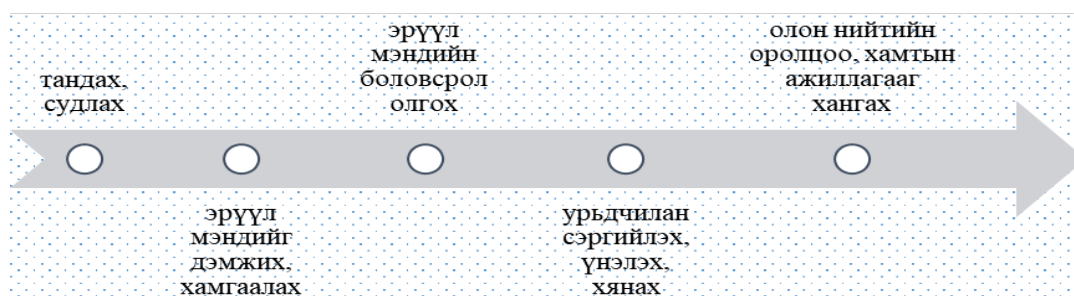 тандах,
судлах
эрүүл
мэндийг
дэмжих,
хамгаалах
эрүүл
мэндийн
боловсрол
олгох
урьдчилан
сэргийлэх,
үнэлэх,
хянах
олон нийтийн
оролцоо, хамтын
ажиллагааг
хангах